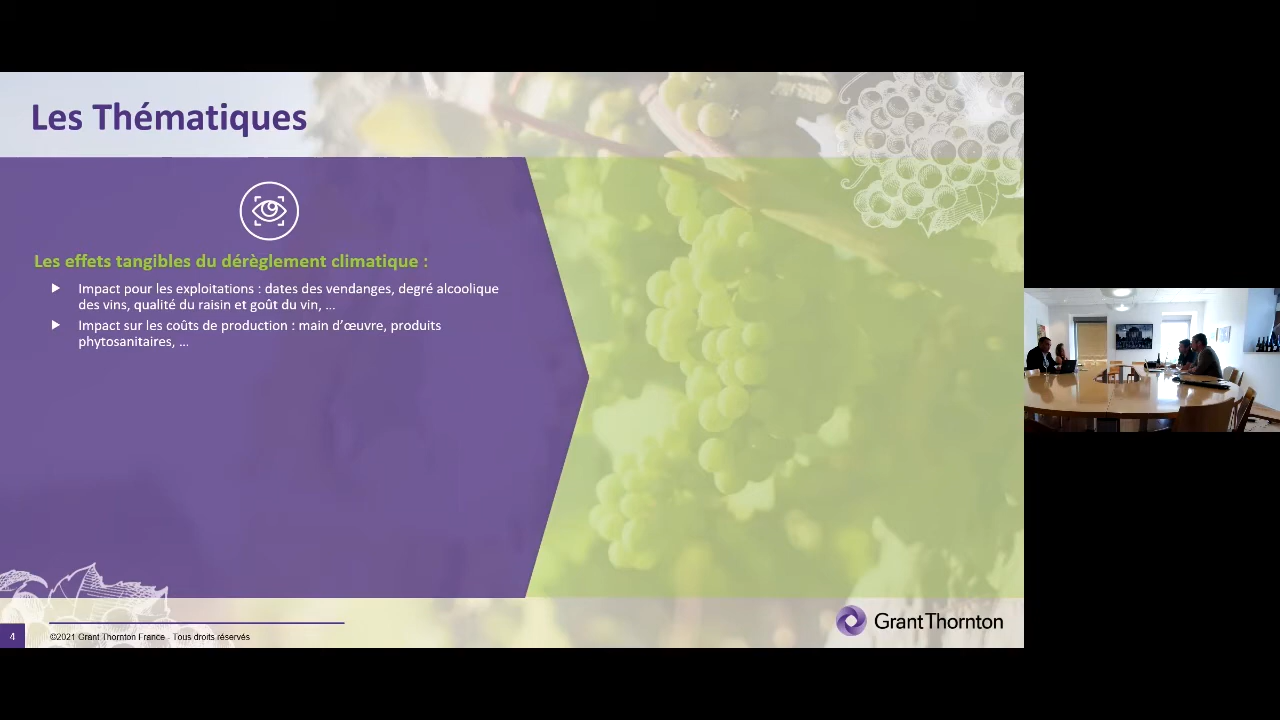 Les Thématiques
Les effets tangibles du dérèglement climatique :
Impact pour les exploitations : dates des vendanges, degré alcoolique
des vins, qualité du raisin et goût du vin, ...
Impact sur les coûts de production : main d’œuvre, produits
phytosanitaires, ...
4
©2021 Grant Thornton France - Tous droits réservés
Grant Thornton